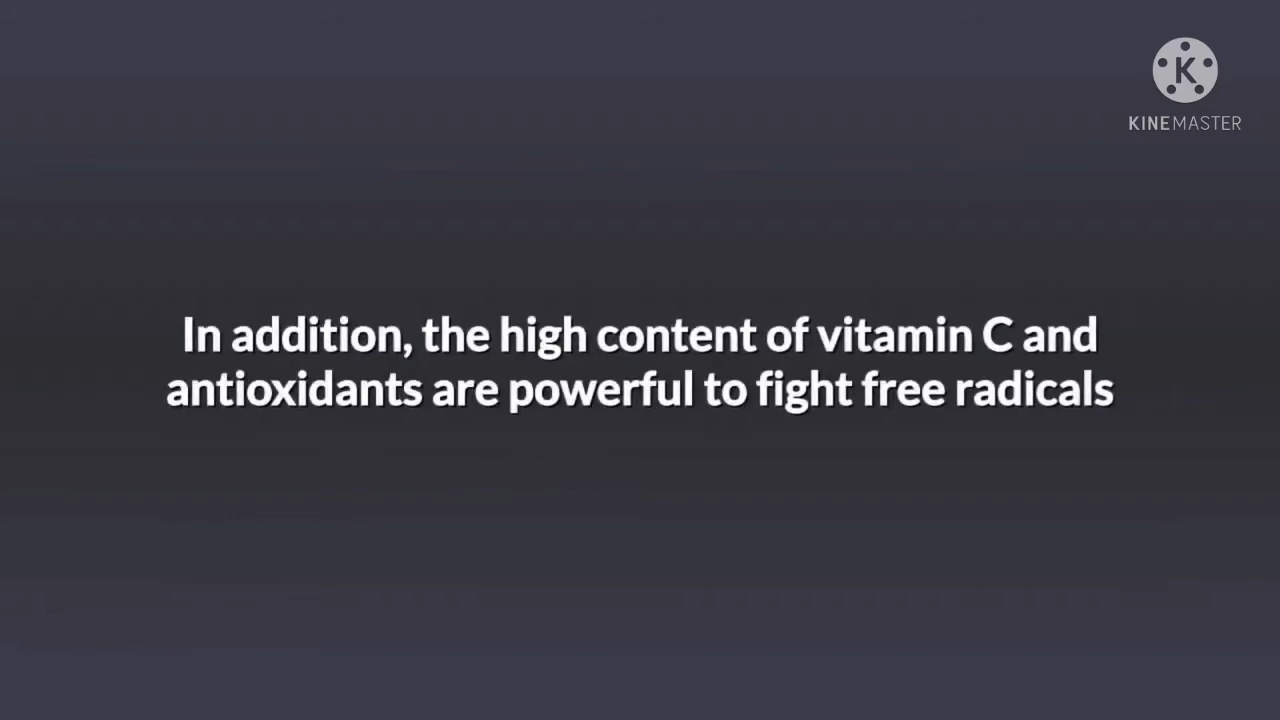 K
KINEMASTER
In addition, the high content of vitamin C and
antioxidants are powerful to fight free radicals